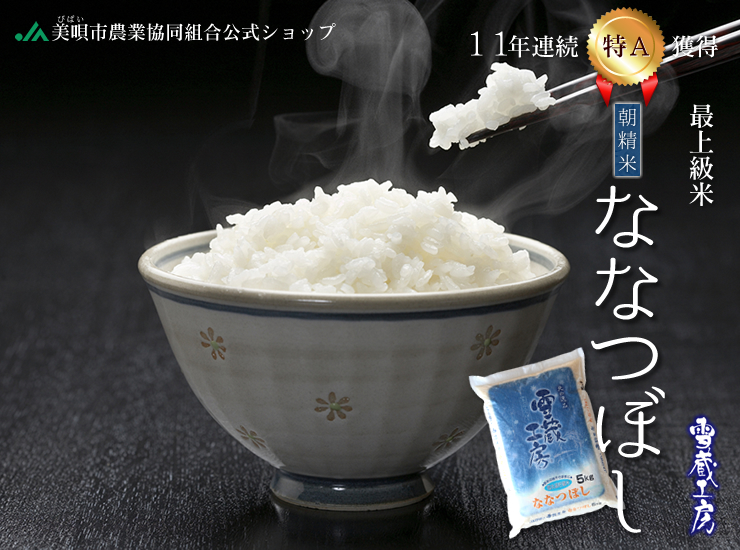 JA
びばい
美唄市農業協同組合公式ショップ
11年連続
特A
獲得
最上級米
朝精米
ななつぼし
雪蔵工房
雪蔵工房
5kg
ななつぼし